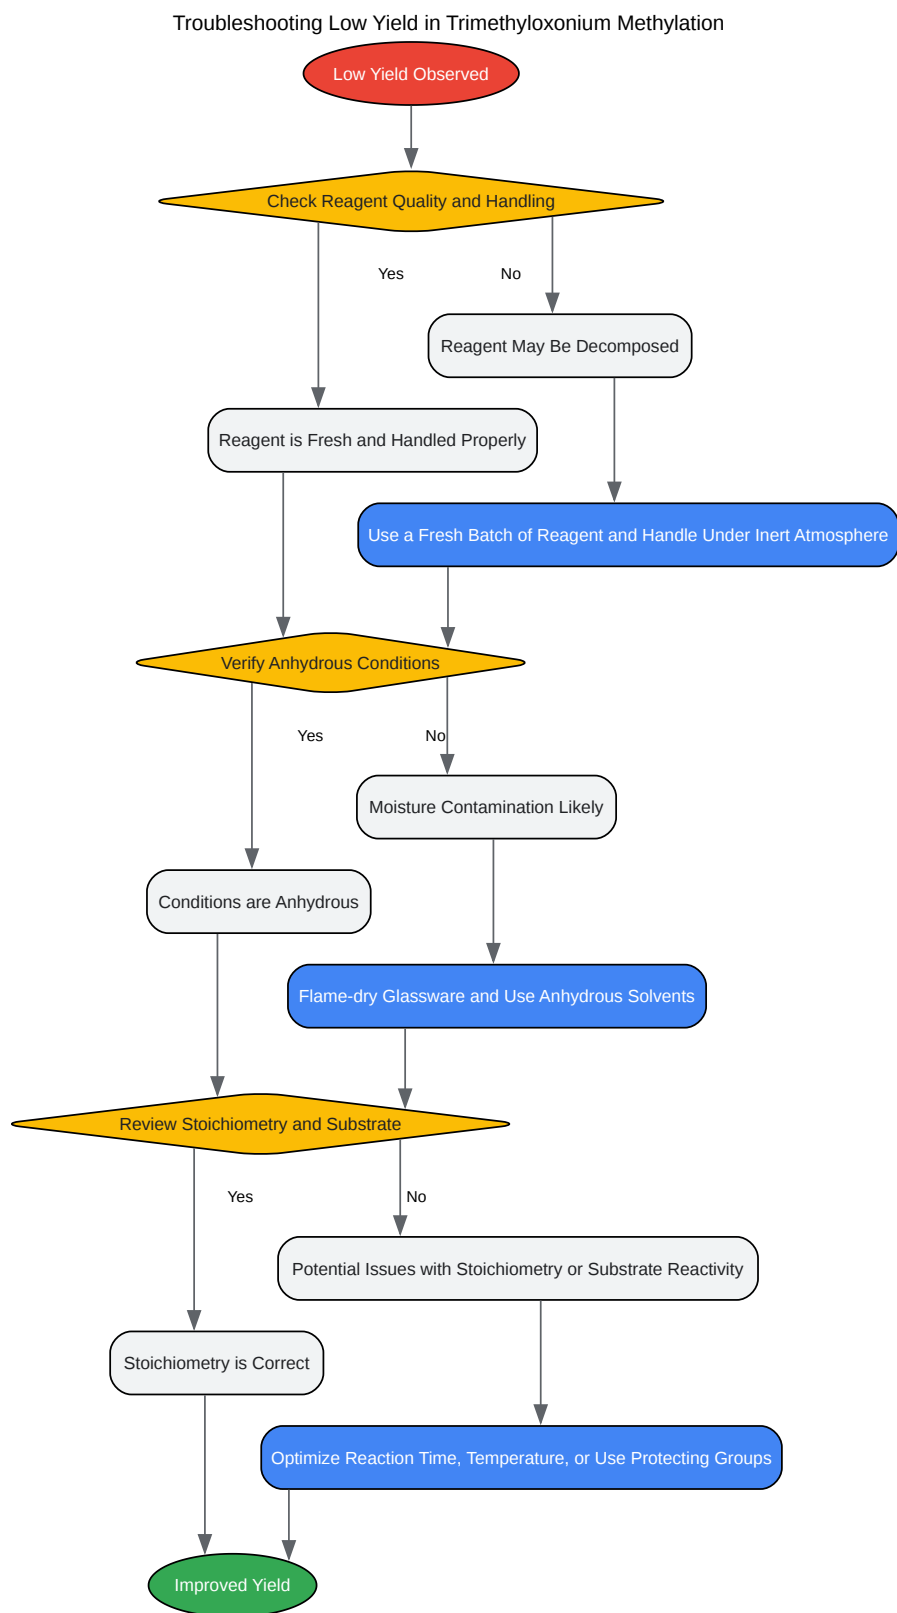 Troubleshooting Low Yield in Trimethyloxonium Methylation
Low Yield Observed
Check Reagent Quality and Handling
Yes
No
Reagent May Be Decomposed
Reagent is Fresh and Handled Properly
Use a Fresh Batch of Reagent and Handle Under Inert Atmosphere
Verify Anhydrous Conditions
Yes
No
Moisture Contamination Likely
Conditions are Anhydrous
Flame-dry Glassware and Use Anhydrous Solvents
Review Stoichiometry and Substrate
Yes
No
Potential Issues with Stoichiometry or Substrate Reactivity
Stoichiometry is Correct
Optimize Reaction Time, Temperature, or Use Protecting Groups
Improved Yield